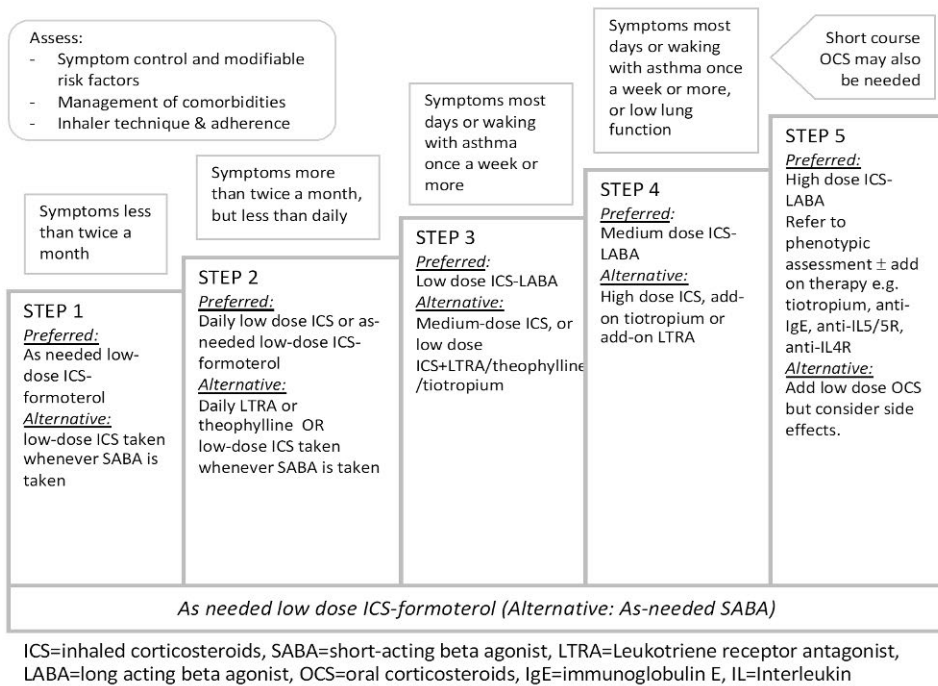 Assess:
- Symptom control and modifiable
risk factors
- Management of comorbidities
- Inhaler technique & adherence
Symptoms less
than twice a
month
Symptoms more
than twice a month,
but less than daily
Symptoms most
days or waking
with asthma
once a week or
more
Symptoms most
days or waking
with asthma once
a week or more,
or low lung
function
Short course
OCS may also
be needed
STEP 1
Preferred:
As needed low-
dose ICS-
formoterol
Alternative:
low-dose ICS taken
whenever SABA is
taken
STEP 2
Preferred:
Daily low dose ICS or as-
needed low-dose ICS-
formoterol
Alternative:
Daily LTRA or
theophylline OR
low-dose ICS taken
whenever SABA is taken
STEP 3
Preferred:
Low dose ICS-LABA
Alternative:
Medium-dose ICS, or
low dose
ICS+LTRA/theophylline
/tiotropium
STEP 4
Preferred:
Medium dose ICS-
LABA
Alternative:
High dose ICS, add-
on tiotropium or
add-on LTRA
STEP 5
Preferred:
High dose ICS-
LABA
Refer to
phenotypic
assessment ± add
on therapy e.g.
tiotropium, anti-
IgE, anti-IL5/5R,
anti-IL4R
Alternative:
Add low dose OCS
but consider side
effects.
As needed low dose ICS-formoterol (Alternative: As-needed SABA)
ICS=inhaled corticosteroids, SABA=short-acting beta agonist, LTRA=Leukotriene receptor antagonist,
LABA=long acting beta agonist, OCS=oral corticosteroids, IgE=immunoglobulin E, IL=Interleukin